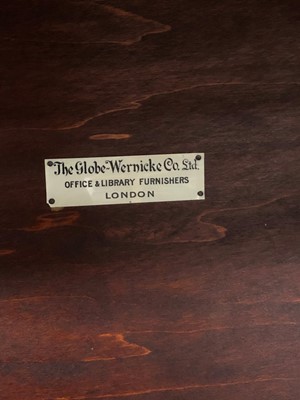 The Globe-Wernicke Co. Ltd.
OFFICE & LIBRARY FURNISHERS
LONDON